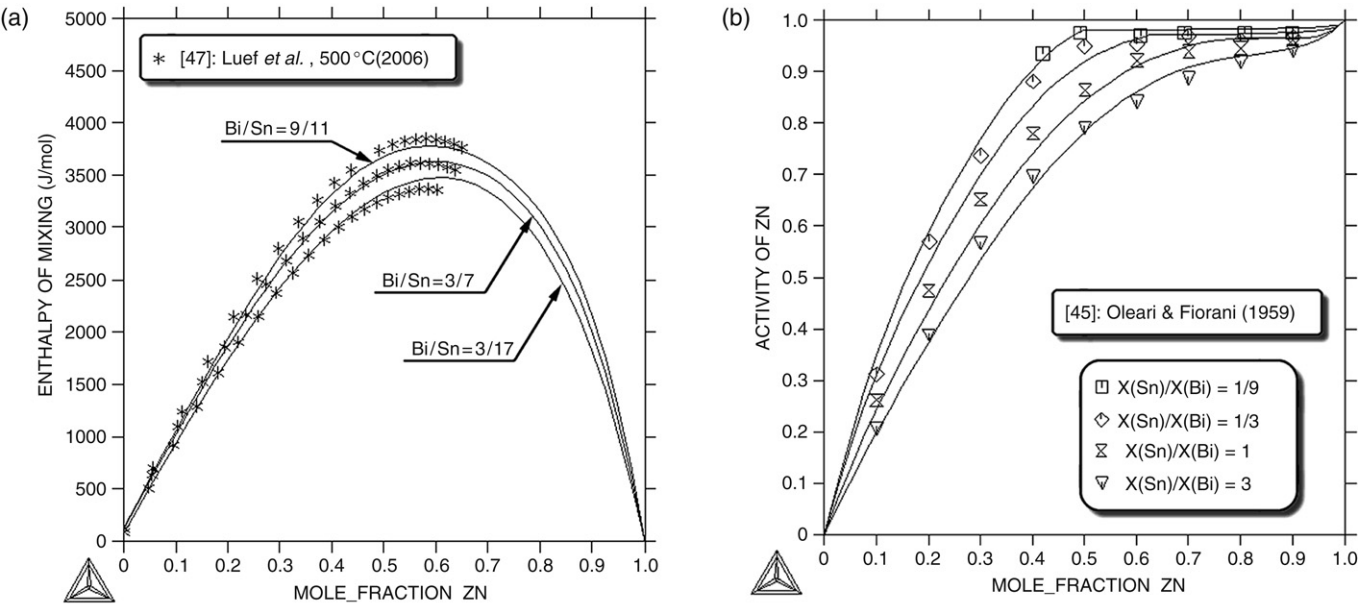 (a)
5000
4500
4000
3500
3000
2500
2000
1500
1000
500
0
ENTHALPY OF MIXING (J/mol)
[47]: Luef et al. , 500°C(2006)
Bi/Sn=9/11
Bi/Sn=3/7
Bi/Sn=3/17
0 0.1 0.2 0.3 0.4 0.5 0.6 0.7 0.8 0.9 1.0
MOLE_FRACTION ZN
(b)
1.0
0.9
0.8
0.7
0.6
0.5
0.4
0.3
0.2
0.1
0
ACTIVITY OF ZN
[45]: Oleari & Fiorani (1959)
X(Sn)/X(Bi) = 1/9
X(Sn)/X(Bi) = 1/3
X(Sn)/X(Bi) = 1
X(Sn)/X(Bi) = 3
0 0.1 0.2 0.3 0.4 0.5 0.6 0.7 0.8 0.9 1.0
MOLE_FRACTION ZN